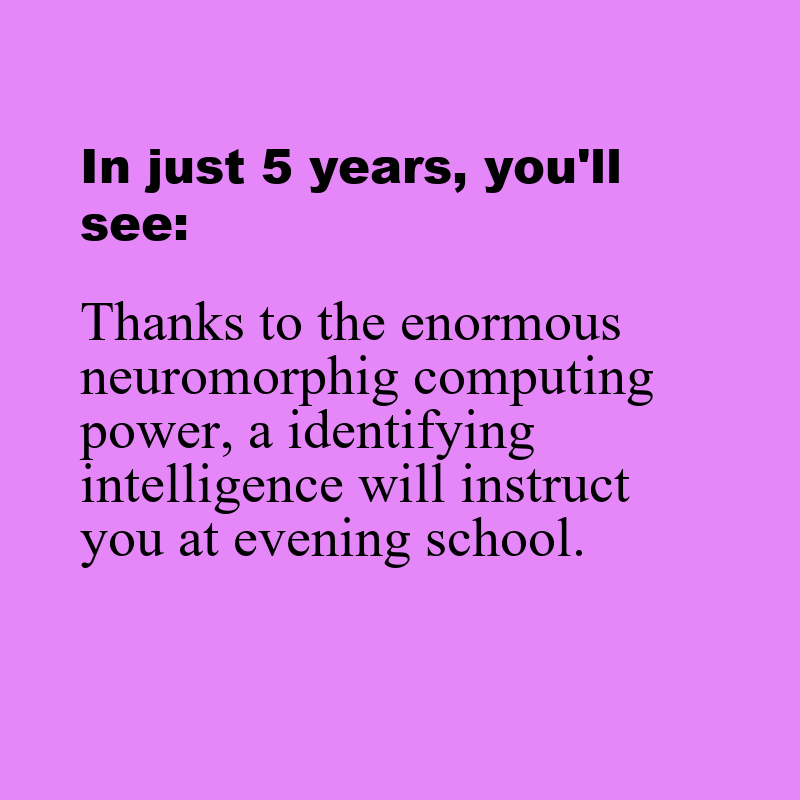 In just 5 years, you'll
see:
Thanks to the enormous
neuromorphig computing
power, a identifying
intelligence will instruct
you at evening school.